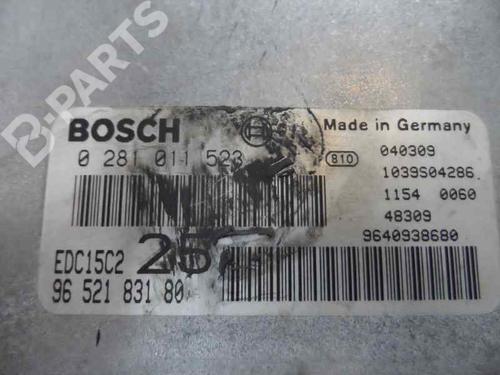 B-PARTS
BOSCH
Made in Germany
0 281 011 523
810
040309
1039S04286
1154 0060
48309
9640938680
EDC15C2 25
96 521 831 80